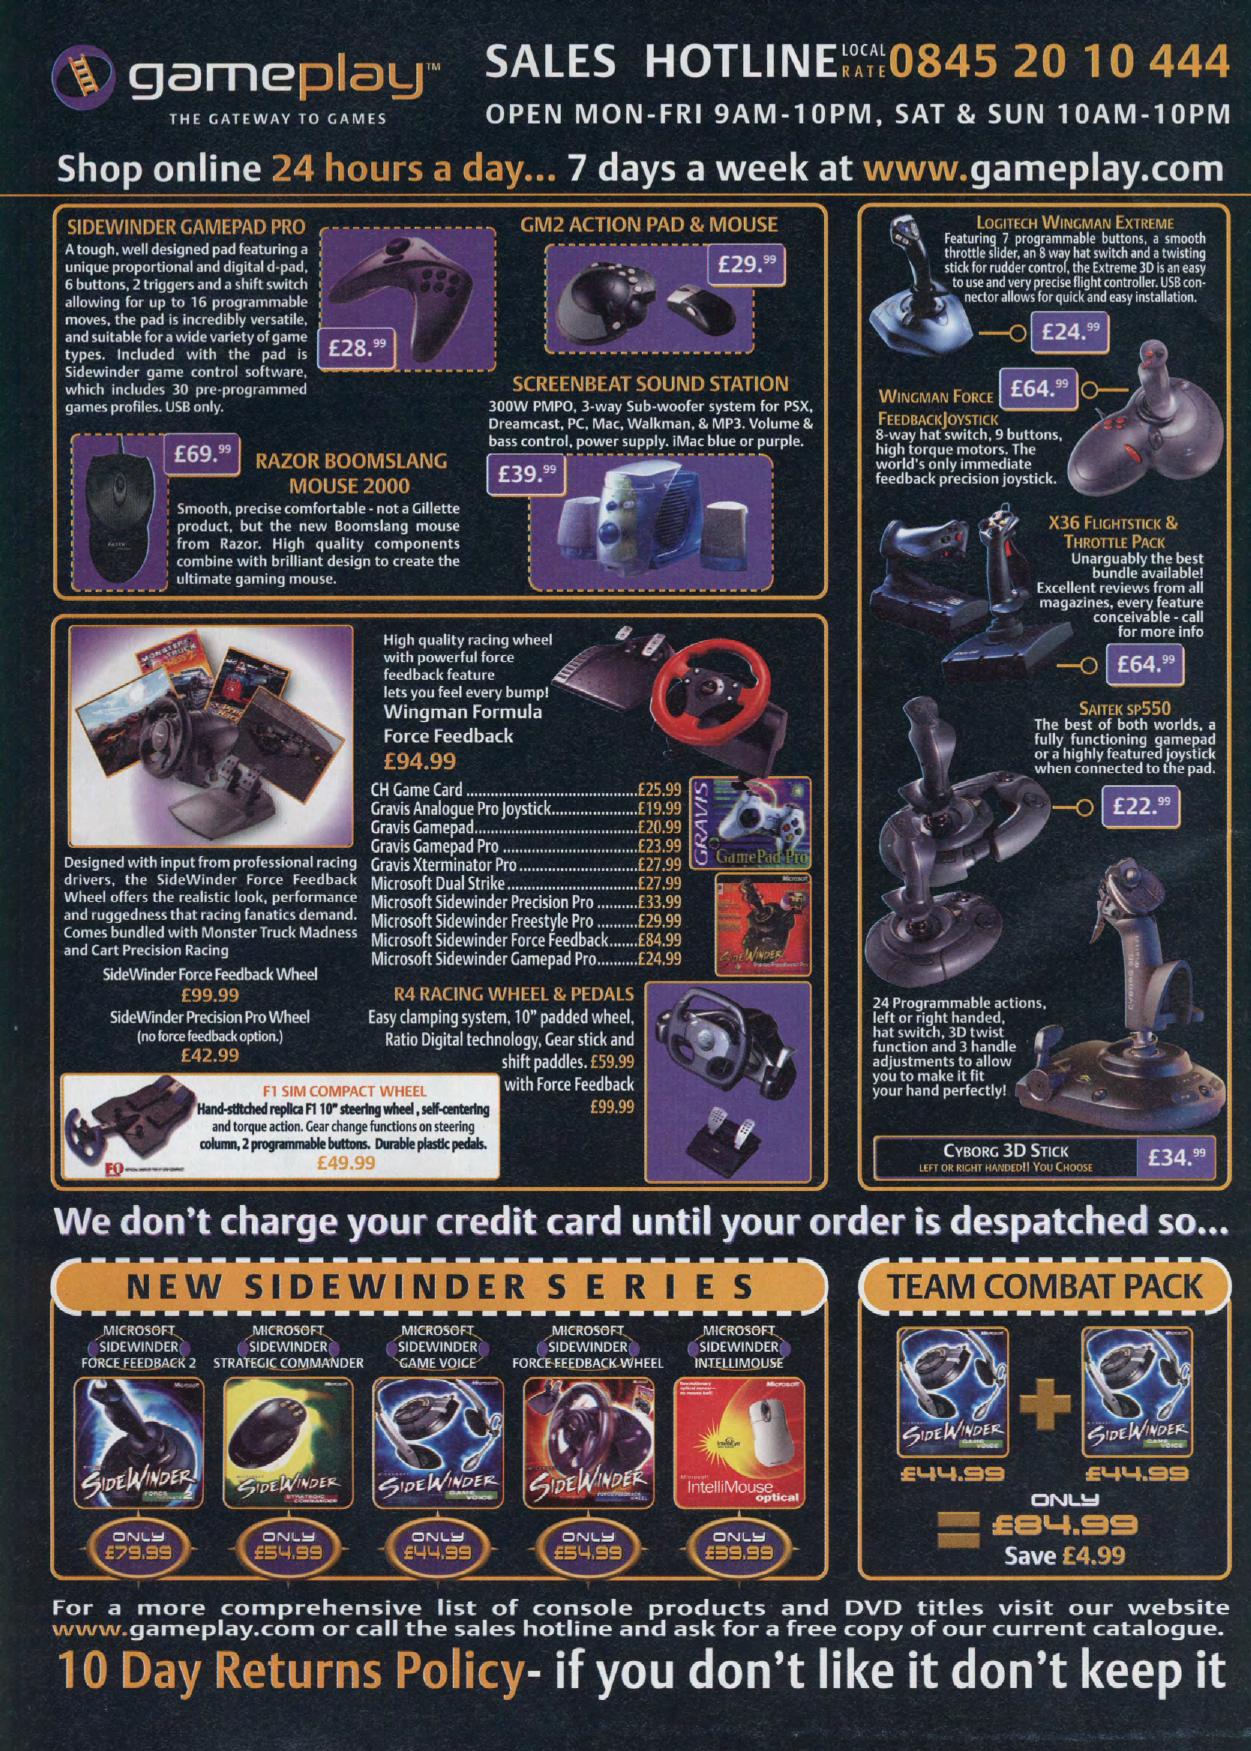 gameplay™
THE GATEWAY TO GAMES
SALES HOTLINE LOCAL RATE 0845 20 10 444
OPEN MON-FRI 9AM-10PM, SAT & SUN 10AM-10PM
Shop online 24 hours a day... 7 days a week at www.gameplay.com
SIDEWINDER GAMEPAD PRO
A tough, well designed pad featuring a
unique proportional and digital d-pad,
6 buttons, 2 triggers and a shift switch
allowing for up to 16 programmable
moves, the pad is incredibly versatile,
and suitable for a wide variety of game
types. Included with the pad is
Sidewinder game control software,
which includes 30 pre-programmed
games profiles. USB only.
£28.99
GM2 ACTION PAD & MOUSE
£29.99
SCREENBEAT SOUND STATION
300W PMPO, 3-way Sub-woofer system for PSX,
Dreamcast, PC, Mac, Walkman, & MP3. Volume &
bass control, power supply. iMac blue or purple.
£39.99
£69.99
RAZOR BOOMSLANG
MOUSE 2000
Smooth, precise comfortable - not a Gillette
product, but the new Boomslang mouse
from Razor. High quality components
combine with brilliant design to create the
ultimate gaming mouse.
LOGITECH WINGMAN EXTREME
Featuring 7 programmable buttons, a smooth
throttle slider, an 8 way hat switch and a twisting
stick for rudder control, the Extreme 3D is an easy
to use and very precise flight controller. USB con-
nector allows for quick and easy installation.
£24.99
WINGMAN FORCE
FEEDBACKJOYSTICK
£64.99
8-way hat switch, 9 buttons,
high torque motors. The
world's only immediate
feedback precision joystick.
X36 FLIGHTSTICK &
THROTTLE PACK
Unarguably the best
bundle available!
Excellent reviews from all
magazines, every feature
conceivable - call
for more info
£64.99
SAITEK SP550
The best of both worlds, a
fully functioning gamepad
or a highly featured joystick
when connected to the pad.
£22.99
24 Programmable actions,
left or right handed,
hat switch, 3D twist
function and 3 handle
adjustments to allow
you to make it fit
your hand perfectly!
CYBORG 3D STICK
LEFT OR RIGHT HANDED!! YOU CHOOSE
£34.99
High quality racing wheel
with powerful force
feedback feature
lets you feel every bump!
Wingman Formula
Force Feedback
£94.99
CH Game Card ..........£25.99
Gravis Analogue Pro Joystick..........£19.99
Gravis Gamepad..........£20.99
Gravis Gamepad Pro ..........£23.99
Gravis Xterminator Pro ..........£27.99
Microsoft Dual Strike ..........£27.99
Microsoft Sidewinder Precision Pro ..........£33.99
Microsoft Sidewinder Freestyle Pro ..........£29.99
Microsoft Sidewinder Force Feedback.......£84.99
Microsoft Sidewinder Gamepad Pro..........£24.99
GRAVIS
GamePad Pro
Microsoft
SIDEWINDER
Designed with input from professional racing
drivers, the SideWinder Force Feedback
Wheel offers the realistic look, performance
and ruggedness that racing fanatics demand.
Comes bundled with Monster Truck Madness
and Cart Precision Racing
SideWinder Force Feedback Wheel
£99.99
SideWinder Precision Pro Wheel
(no force feedback option.)
£42.99
R4 RACING WHEEL & PEDALS
Easy clamping system, 10" padded wheel,
Ratio Digital technology, Gear stick and
shift paddles. £59.99
with Force Feedback
£99.99
F1 SIM COMPACT WHEEL
Hand-stitched replica F1 10" steering wheel, self-centering
and torque action. Gear change functions on steering
column, 2 programmable buttons. Durable plastic pedals.
£49.99
We don't charge your credit card until your order is despatched so...
NEW SIDEWINDER SERIES
MICROSOFT
SIDEWINDER
FORCE FEEDBACK 2
MICROSOFT
SIDEWINDER
STRATEGIC COMMANDER
MICROSOFT
SIDEWINDER
GAME VOICE
MICROSOFT
SIDEWINDER
FORCE FEEDBACK WHEEL
MICROSOFT
SIDEWINDER
INTELLIMOUSE
SIDEWINDER
FORCE FEEDBACK 2
SIDEWINDER
STRATEGIC COMMANDER
SIDEWINDER
GAME VOICE
SIDEWINDER
FORCE FEEDBACK WHEEL
Microsoft
IntelliMouse
optical
ONLY
£79.99
ONLY
£54.99
ONLY
£44.99
ONLY
£54.99
ONLY
£39.99
TEAM COMBAT PACK
SIDEWINDER
GAME VOICE
+
SIDEWINDER
GAME VOICE
£44.99
£44.99
ONLY
= £84.99
Save £4.99
For a more comprehensive list of console products and DVD titles visit our website
www.gameplay.com or call the sales hotline and ask for a free copy of our current catalogue.
10 Day Returns Policy- if you don't like it don't keep it